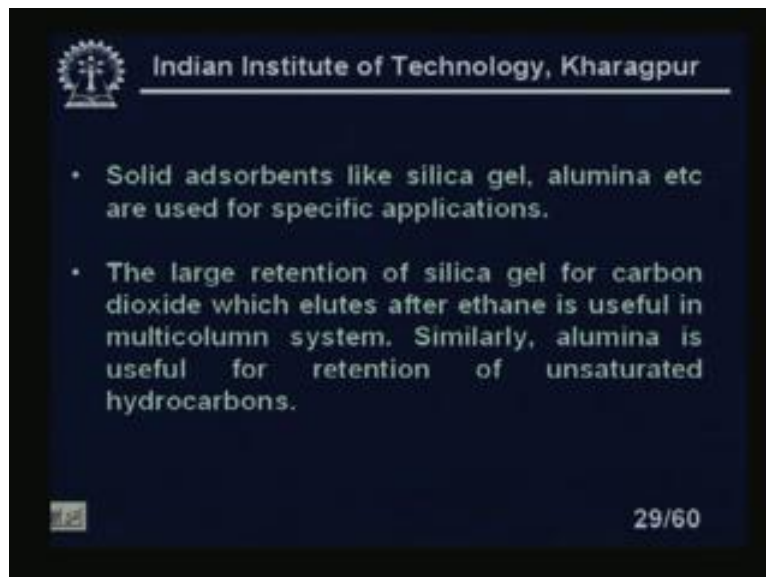 Indian Institute of Technology, Kharagpur
• Solid adsorbents like silica gel, alumina etc
are used for specific applications.
• The large retention of silica gel for carbon
dioxide which elutes after ethane is useful in
multicolumn system. Similarly, alumina is
useful for retention of unsaturated
hydrocarbons.
29/60